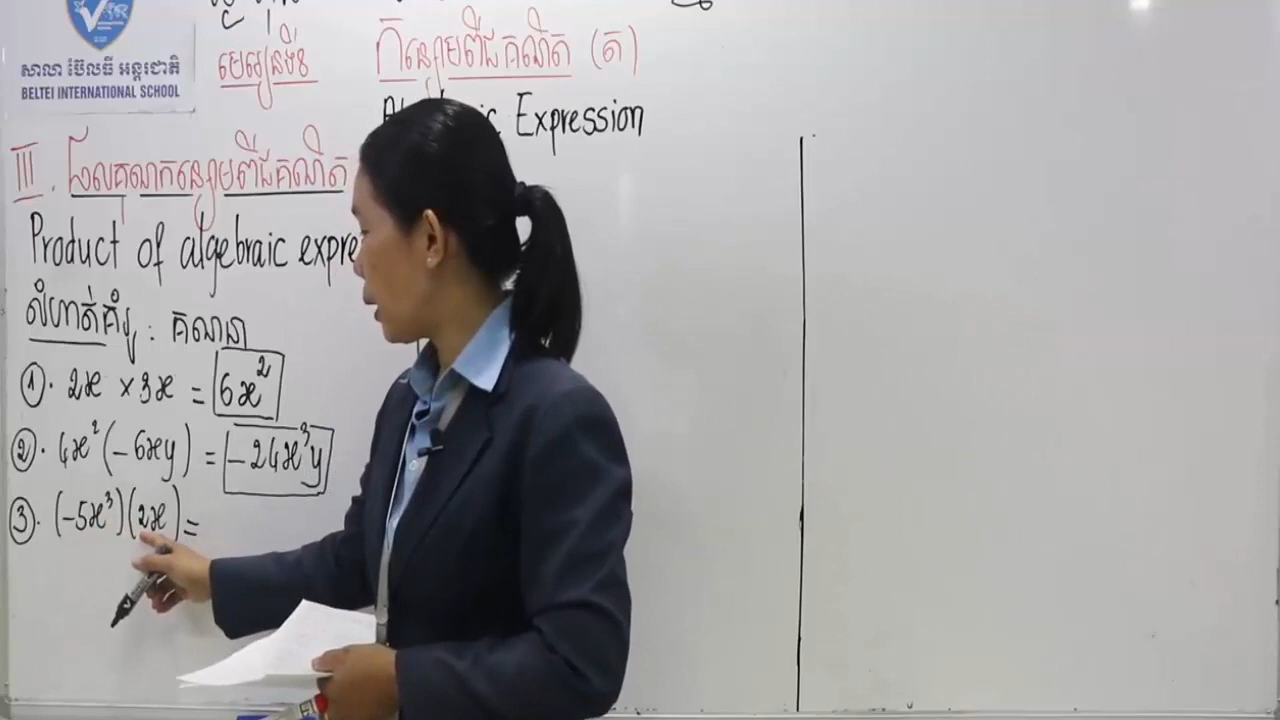 សាលា ប៊ែលធី អន្តរជាតិ
BELTEI INTERNATIONAL SCHOOL
មេរៀនទី១ កន្សោមពីជគណិត (ត)
Expression
III . ផលគុណកន្សោមពីជគណិត
Product of algebraic expre
លំហាត់គំរូ : គណនា
①. 2x × 3x = 6x²
②. 4x² (-6xy) = -24x³y
③. (-5x³)(2x) =